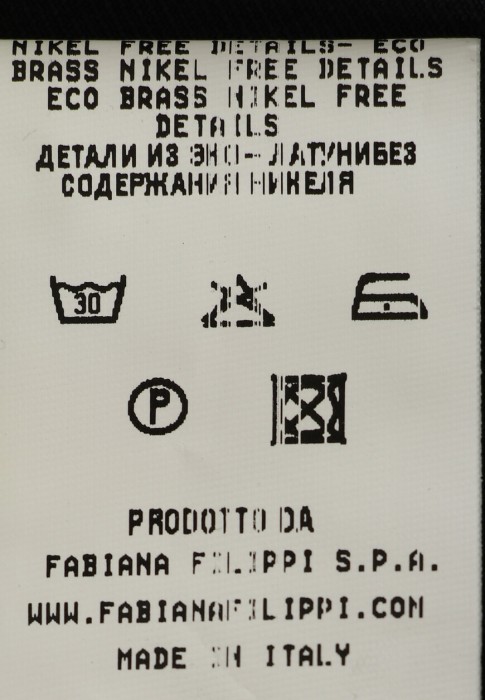 NIKEL FREE DETAILS- ECO
BRASS NIKEL FREE DETAILS
ECO BRASS NIKEL FREE
DETAILS
ДЕТАЛИ ИЗ ЭКО-ЛАТУНИБЕЗ
СОДЕРЖАНИЯ НИКЕЛЯ
30
P
PRODOTTO DA
FABIANA FILIPPI S.P.A.
WWW.FABIANAFILIPPI.COM
MADE IN ITALY